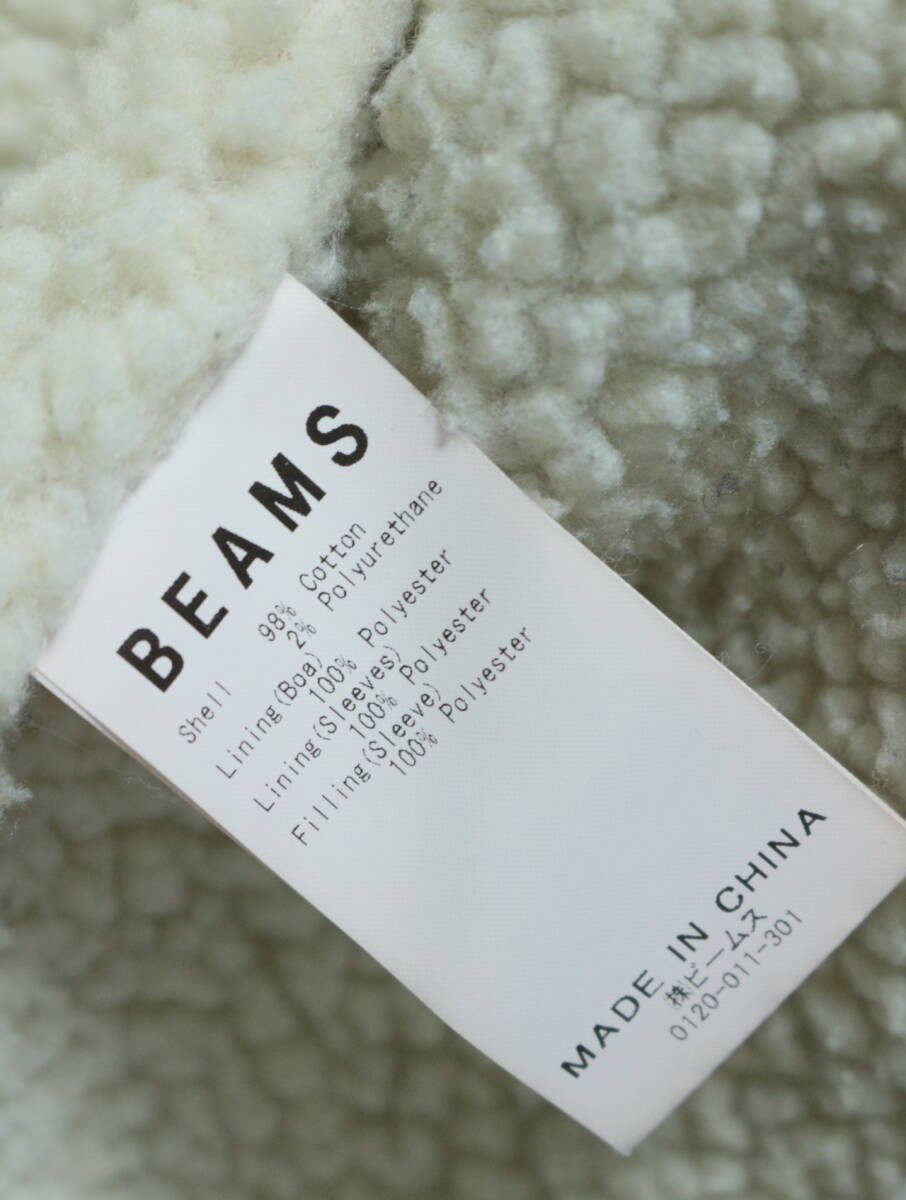 BEAMS
Shell 98% Cotton
2% Polyurethane
Lining(Boa)
100% Polyester
Lining(Sleeves)
100% Polyester
Filling(Sleeve)
100% Polyester
MADE IN CHINA
㈱ビームス
0120-011-301